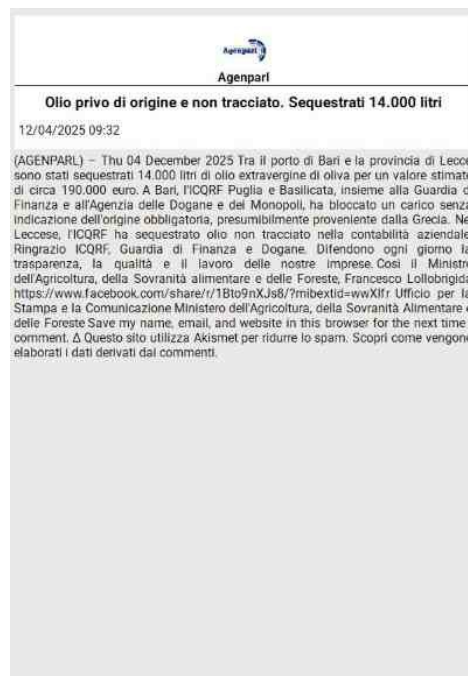 Agenparl
Agenparl
Olio privo di origine e non tracciato. Sequestrati 14.000 litri
12/04/2025 09:32
(AGENPARL) – Thu 04 December 2025 Tra il porto di Bari e la provincia di Lecce
sono stati sequestrati 14.000 litri di olio extravergine di oliva per un valore stimato
di circa 190.000 euro. A Bari, l'ICQRF Puglia e Basilicata, insieme alla Guardia d
Finanza e all'Agenzia delle Dogane e dei Monopoli, ha bloccato un carico senza
indicazione dell'origine obbligatoria, presumibilmente proveniente dalla Grecia. Ne
Leccese, l'ICQRF ha sequestrato olio non tracciato nella contabilità aziendale
Ringrazio ICQRF, Guardia di Finanza e Dogane. Difendono ogni giorno la
trasparenza, la qualità e il lavoro delle nostre imprese. Così il Ministro
dell'Agricoltura, della Sovranità alimentare e delle Foreste, Francesco Lollobrigida
https://www.facebook.com/share/r/1Bto9nXJs8/?mibextid=wwXIfr Ufficio per la
Stampa e la Comunicazione Ministero dell'Agricoltura, della Sovranità Alimentare e
delle Foreste Save my name, email, and website in this browser for the next time
comment. Δ Questo sito utilizza Akismet per ridurre lo spam. Scopri come vengono
elaborati i dati derivati dai commenti.